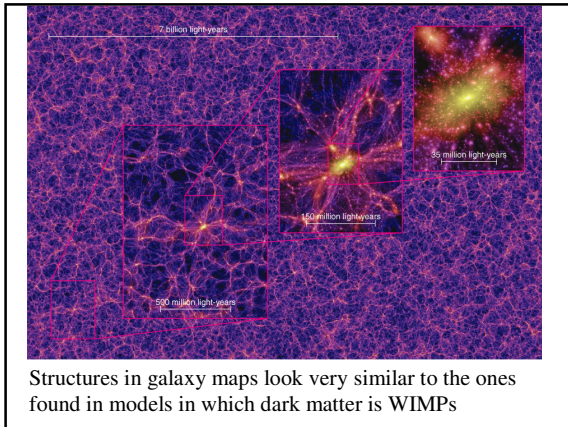 7 billion light-years
35 million light-years
150 million light-years
500 million light-years
Structures in galaxy maps look very similar to the ones
found in models in which dark matter is WIMPs